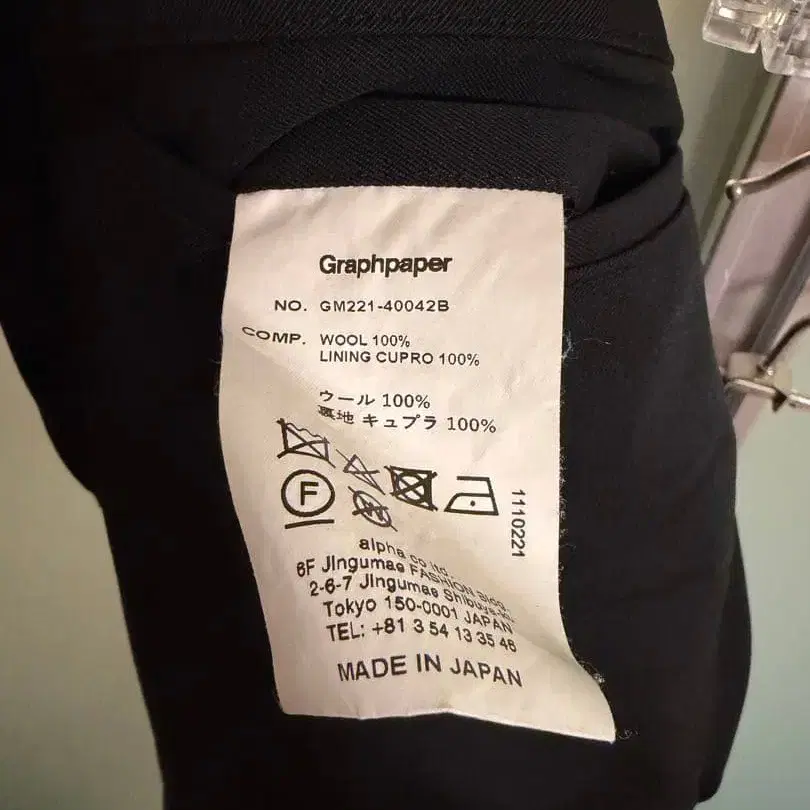 Graphpaper
NO. GM221-40042B
COMP. WOOL 100%
LINING CUPRO 100%
ウール 100%
裏地 キュプラ 100%
F
W
1110221
alpha co ltd.
6F Jingumae FASHION BLDG.
2-6-7 Jingumae Shibuya-ku
Tokyo 150-0001 JAPAN
TEL: +81 3 54 13 35 46
MADE IN JAPAN